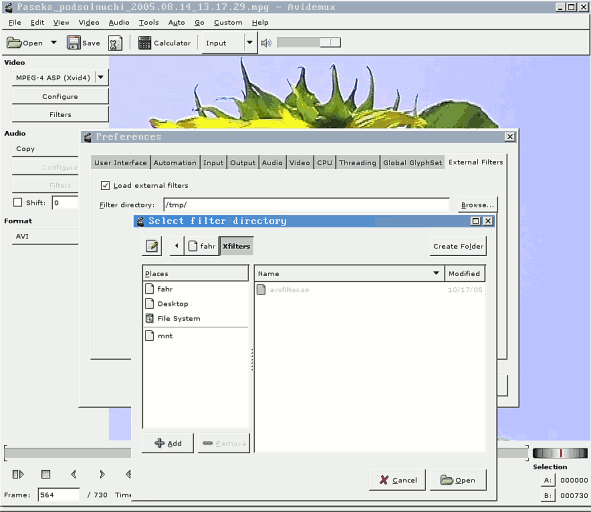 Paseka_podsolnuchi_2005.08.14_13.17.29.mpg - Avidemux
File Edit View Video Audio Tools Auto Go Custom Help
Open Save Calculator Input
Video
MPEG-4 ASP (Xvid4)
Configure
Filters
Audio
Copy
Configure
Filters
Shift: 0
Format
AVI
Preferences
User Interface Automation Input Output Audio Video CPU Threading Global GlyphSet External Filters
Load external filters
Filter directory: /tmp/ Browse...
Select filter directory
fahr Xfilters Create Folder
Places
fahr
Desktop
File System
mnt
Name Modified
avsfilter.so 10/17/08
Add Remove
Cancel Open
Frame: 564 / 730 Time
Selection
A: 000000
B: 000730